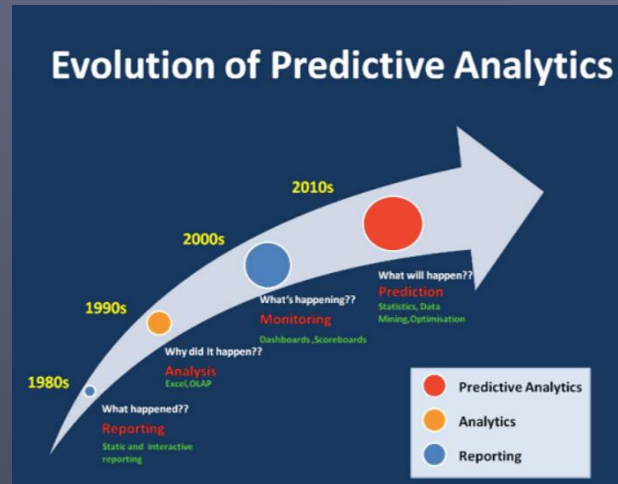 Evolution of Predictive Analytics
2010s
2000s
1990s
1980s
What will happen??
Prediction
Statistics, Data
Mining,Optimisation
What's happening??
Monitoring
Dashboards ,Scoreboards
Why did it happen??
Analysis
Excel,OLAP
What happened??
Reporting
Static and interactive
reporting
Predictive Analytics
Analytics
Reporting